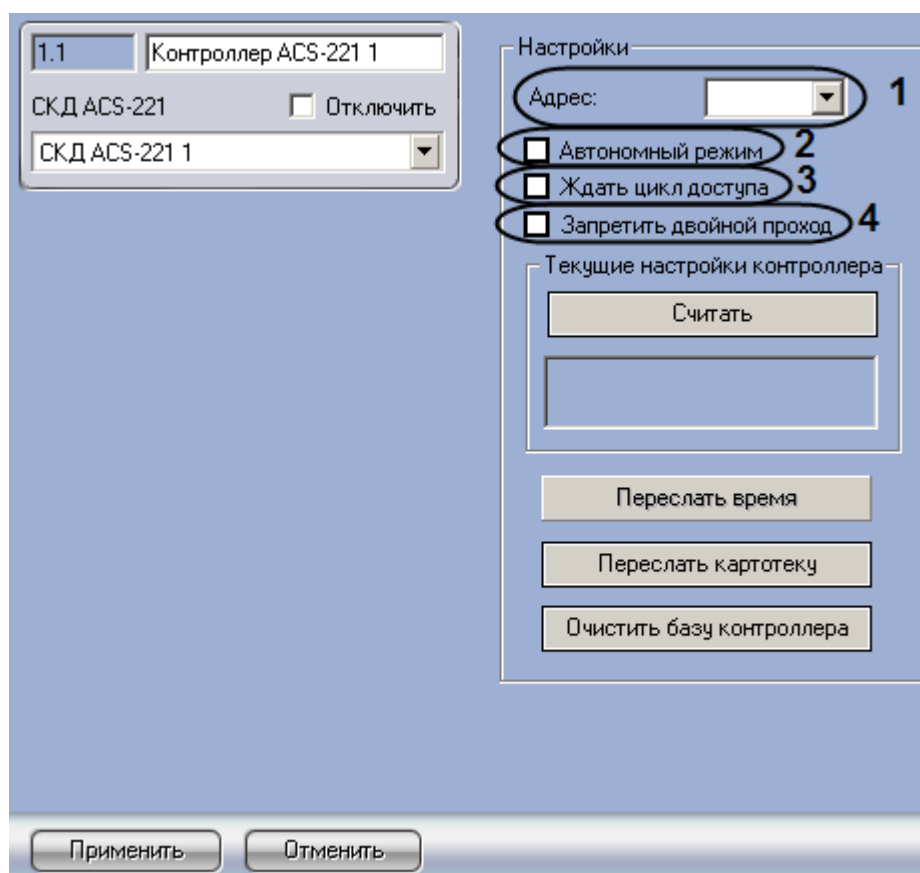 1.1 Контроллер ACS-221 1
СКД ACS-221 Отключить
СКД ACS-221 1
Настройки
Адрес: 1
Автономный режим 2
Ждать цикл доступа 3
Запретить двойной проход 4
Текущие настройки контроллера
Считать
Переслать время
Переслать картотеку
Очистить базу контроллера
Применить Отменить